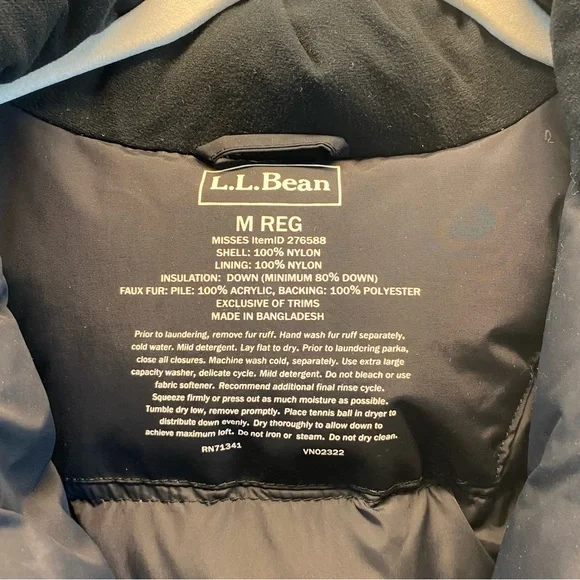 L.L.Bean
M REG
MISSES ItemID 276588
SHELL: 100% NYLON
LINING: 100% NYLON
INSULATION: DOWN (MINIMUM 80% DOWN)
FAUX FUR: PILE: 100% ACRYLIC, BACKING: 100% POLYESTER
EXCLUSIVE OF TRIMS
MADE IN BANGLADESH
Prior to laundering, remove fur ruff. Hand wash fur ruff separately,
cold water. Mild detergent. Lay flat to dry. Prior to laundering parka,
close all closures. Machine wash cold, separately. Use extra large
capacity washer, delicate cycle. Mild detergent. Do not bleach or use
fabric softener. Recommend additional final rinse cycle.
Squeeze firmly or press out as much moisture as possible.
Tumble dry low, remove promptly. Place tennis ball in dryer to
distribute down evenly. Dry thoroughly to allow down to
achieve maximum loft. Do not iron or steam. Do not dry clean.
RN71341 VN02322